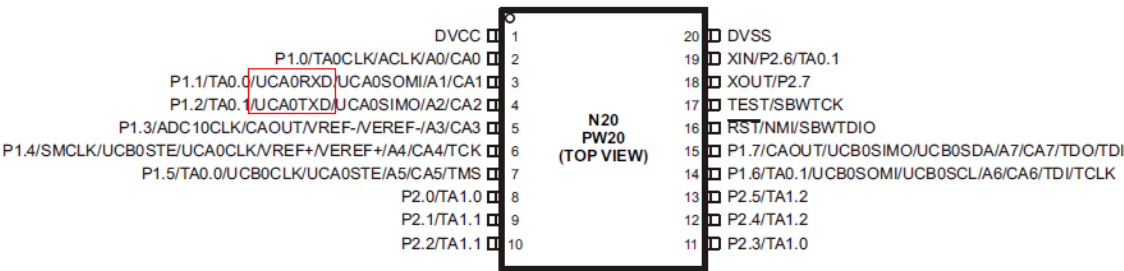 DVCC 1 20 DVSS
P1.0/TA0CLK/ACLK/A0/CA0 2 19 XIN/P2.6/TA0.1
P1.1/TA0.0/UCA0RXD/UCA0SOMI/A1/CA1 3 18 XOUT/P2.7
P1.2/TA0.1/UCA0TXD/UCA0SIMO/A2/CA2 4 17 TEST/SBWTCK
P1.3/ADC10CLK/CAOUT/VREF-/VEREF-/A3/CA3 5 16 RST/NMI/SBWTDIO
P1.4/SMCLK/UCB0STE/UCA0CLK/VREF+/VEREF+/A4/CA4/TCK 6 15 P1.7/CAOUT/UCB0SIMO/UCB0SDA/A7/CA7/TDO/TDI
P1.5/TA0.0/UCB0CLK/UCA0STE/A5/CA5/TMS 7 14 P1.6/TA0.1/UCB0SOMI/UCB0SCL/A6/CA6/TDI/TCLK
P2.0/TA1.0 8 13 P2.5/TA1.2
P2.1/TA1.1 9 12 P2.4/TA1.2
P2.2/TA1.1 10 11 P2.3/TA1.0
N20
PW20
(TOP VIEW)